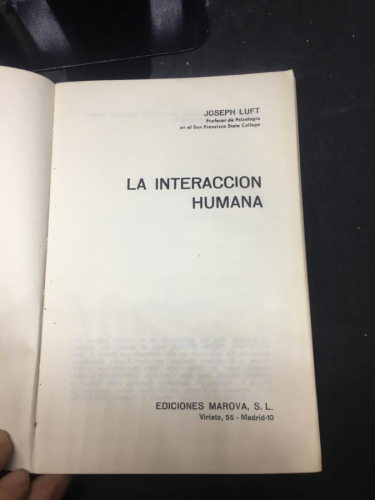 JOSEPH LUFT
Profesor de Psicología
en el San Francisco State College
LA INTERACCION
HUMANA
EDICIONES MAROVA, S. L.
Viriato, 55 - Madrid-10